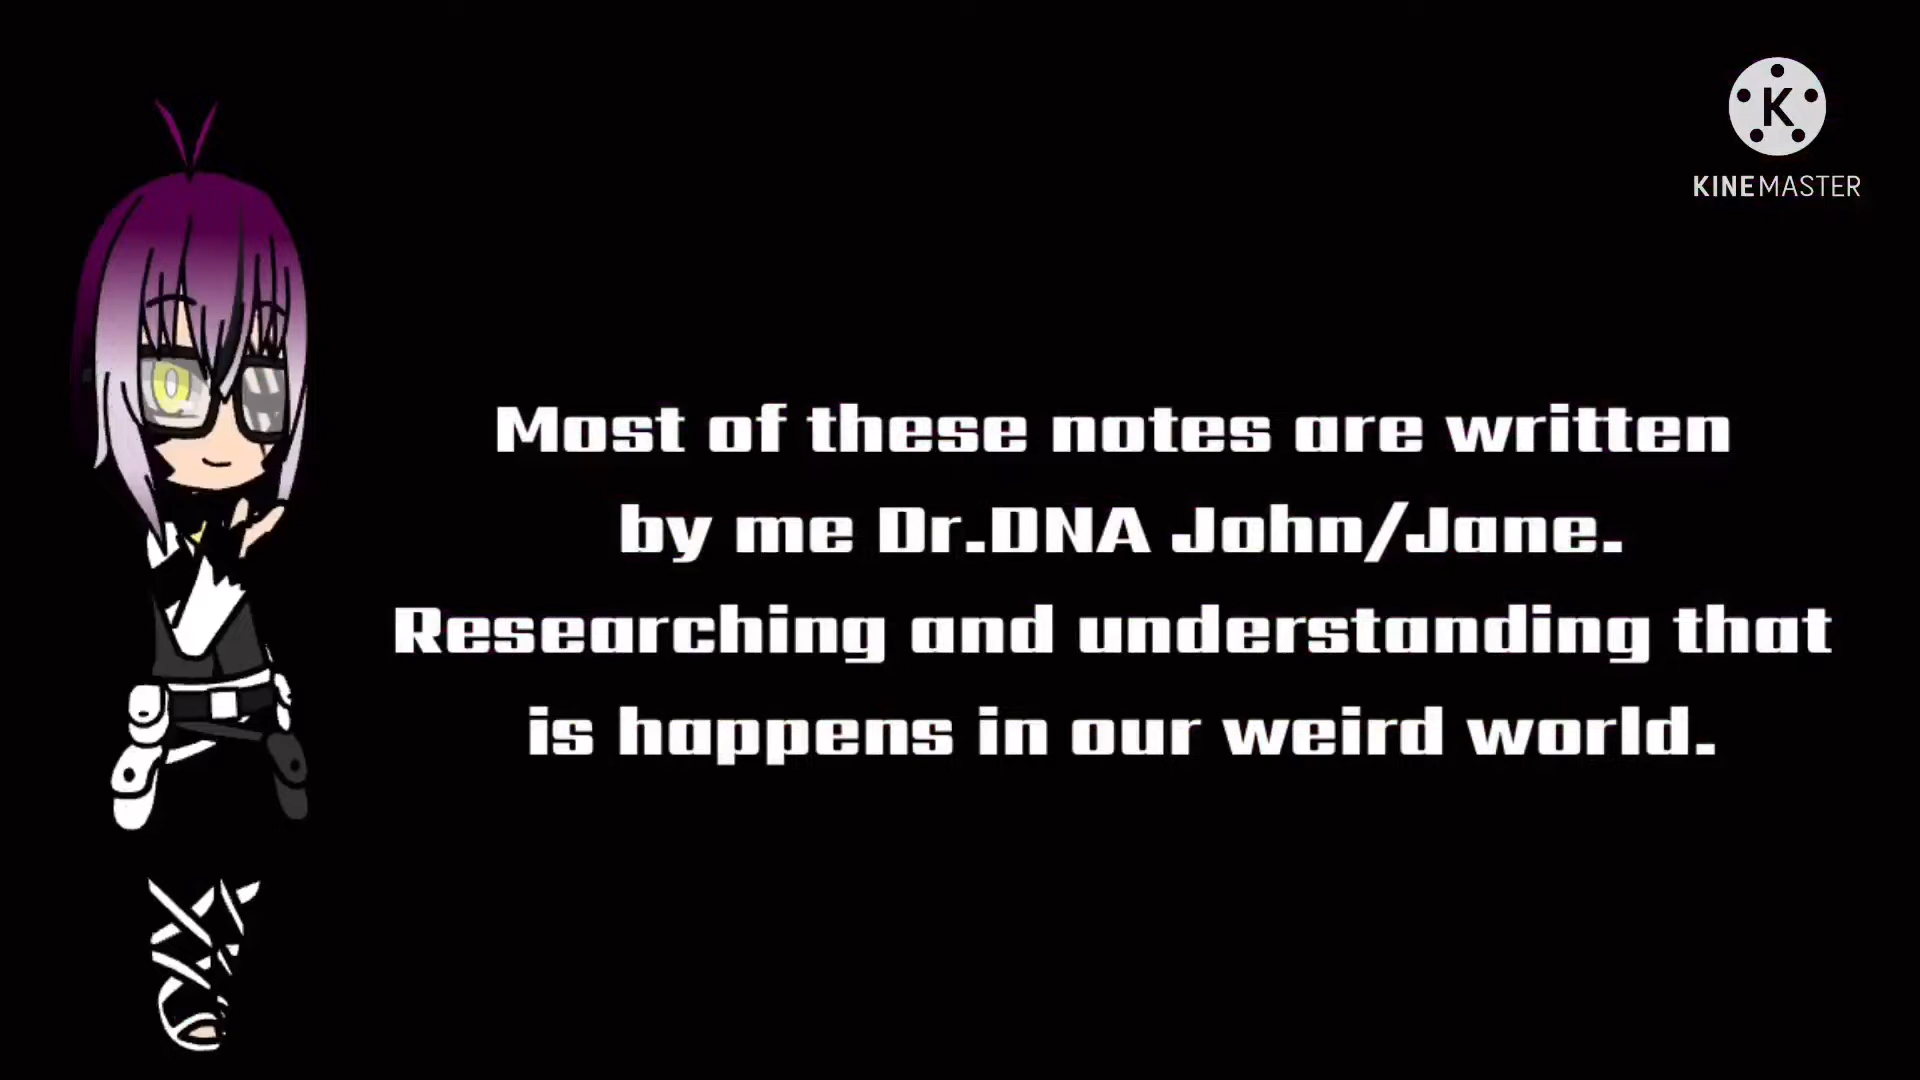 K
KINEMASTER
Most of these notes are written
by me Dr.DNA John/Jane.
Researching and understanding that
is happens in our weird world.